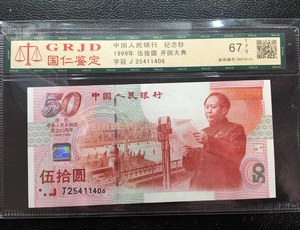 GRJD
国仁鉴定
中国人民银行 纪念钞
1999年 伍拾圆 开国大典
字冠 J 25411406
67
50
中国人民银行
伍拾圆
J25411406
50